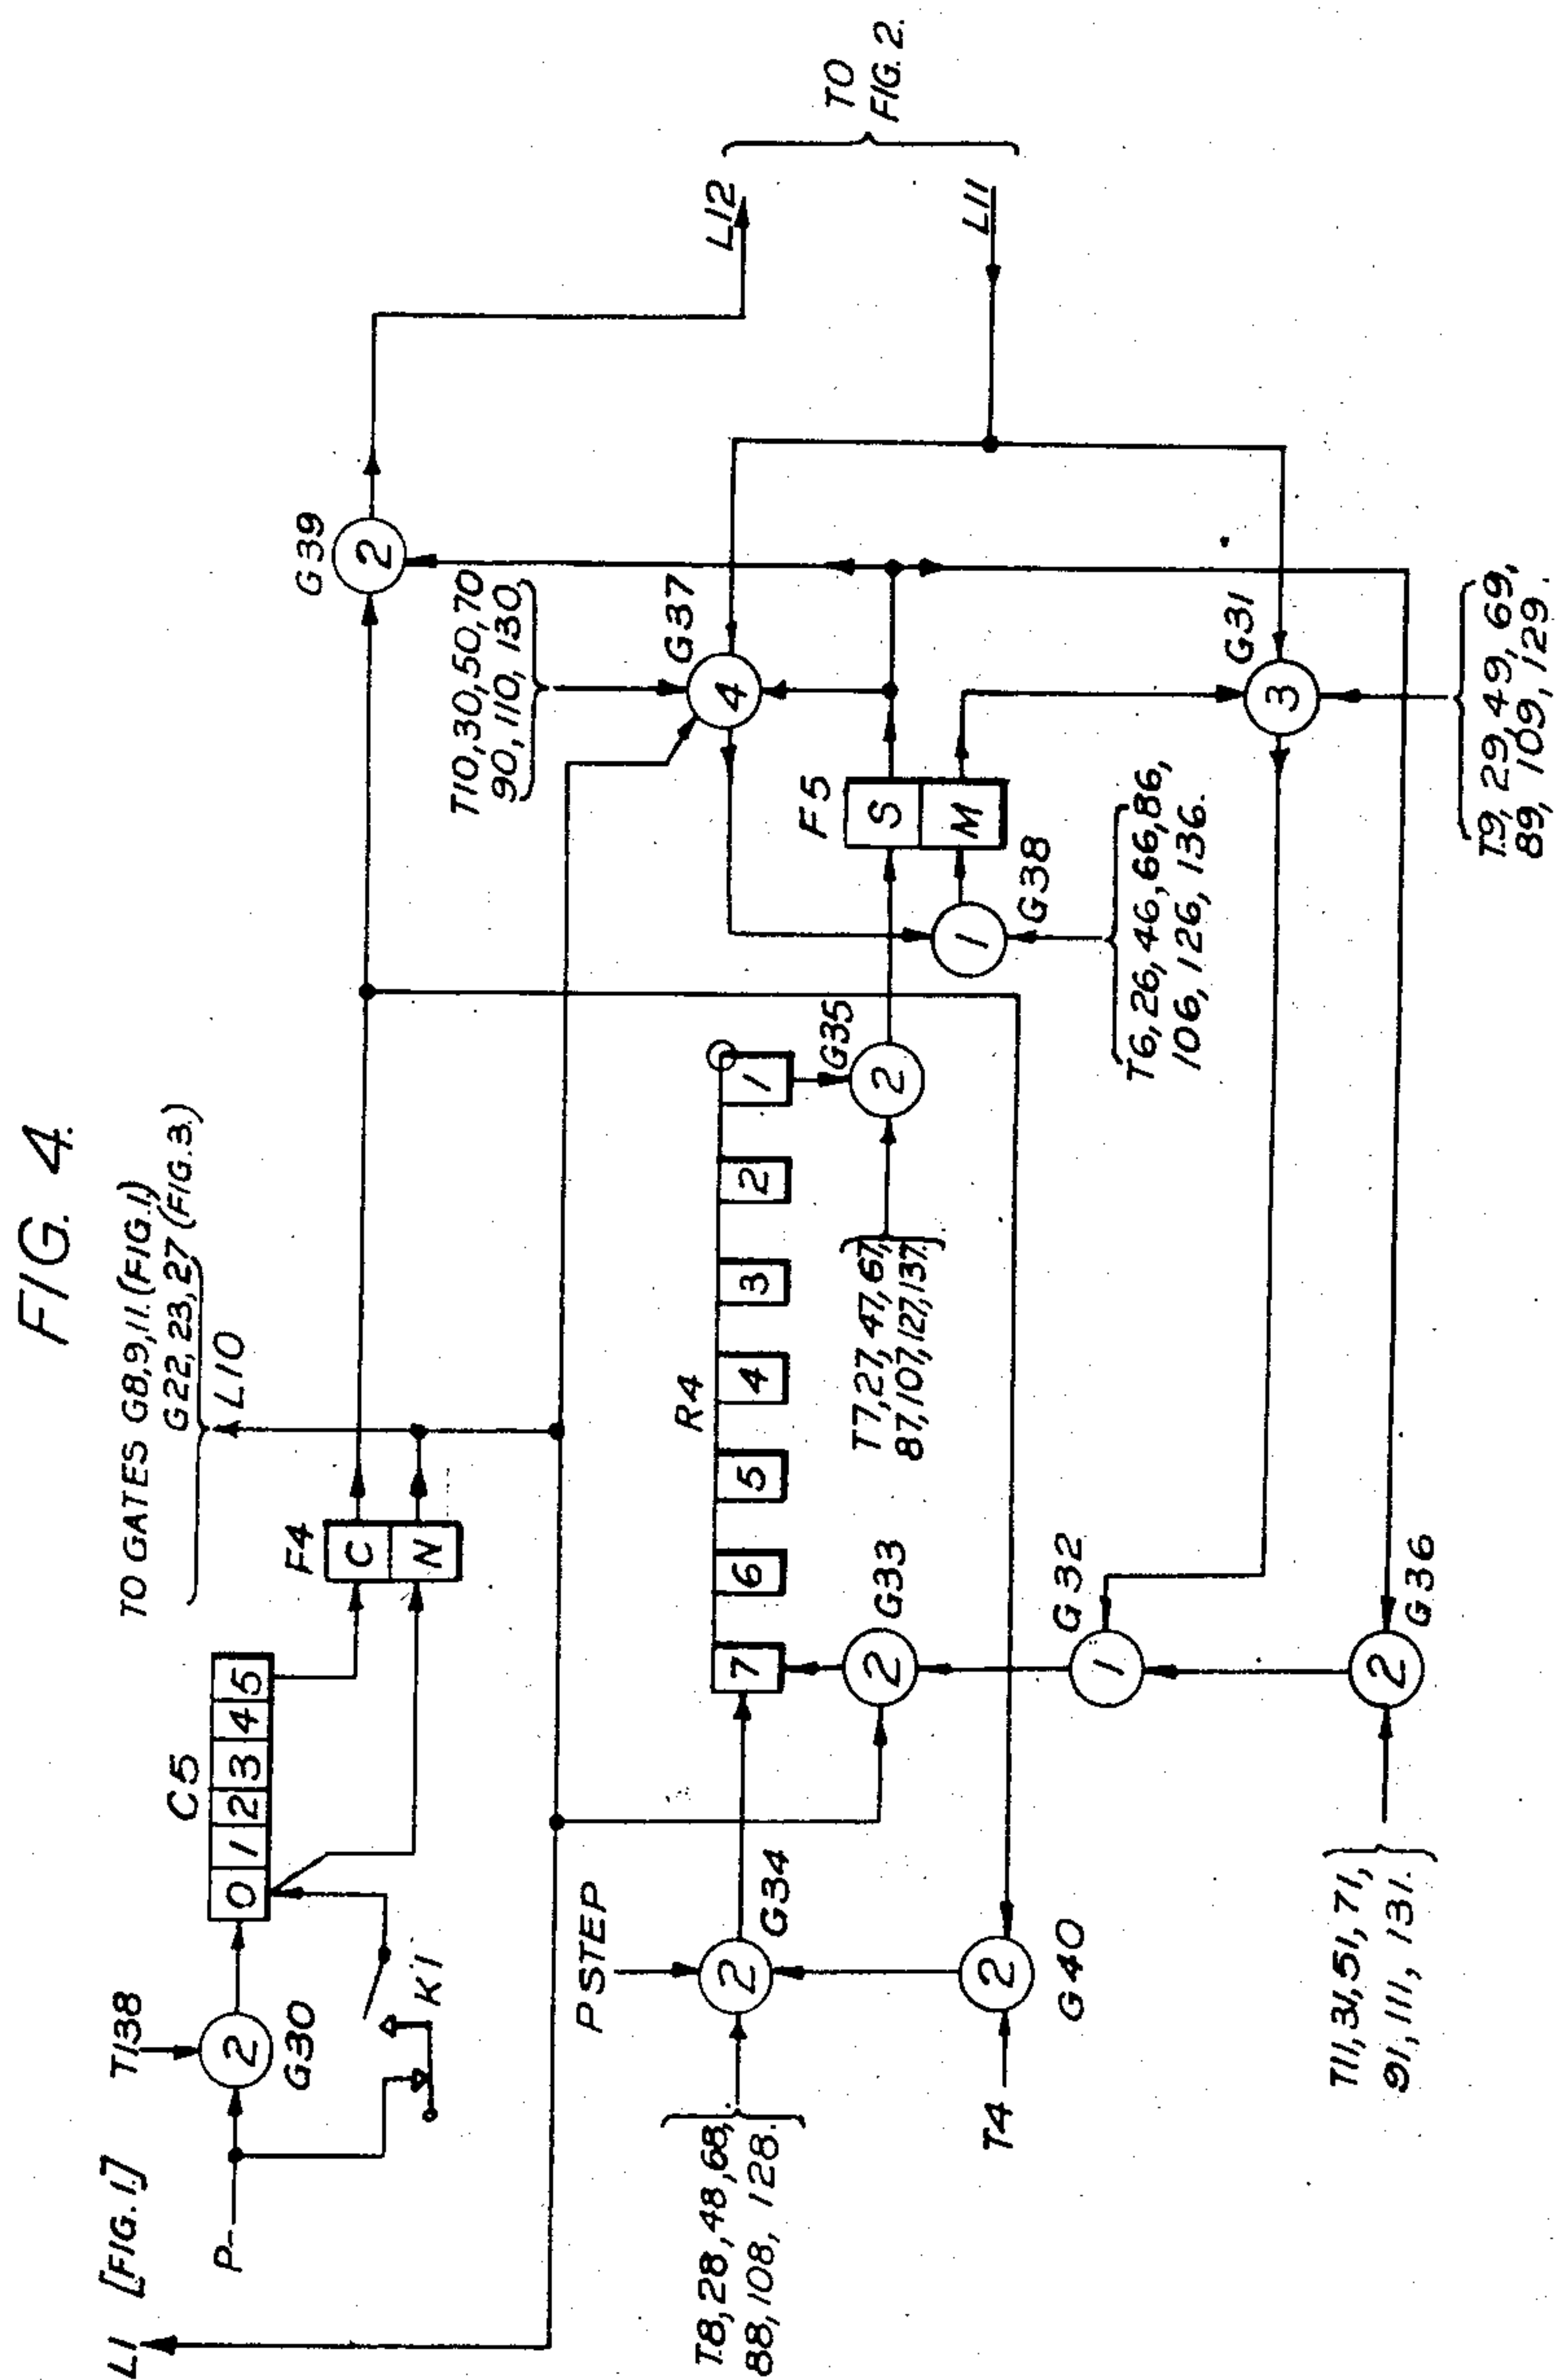 FIG. 4.
L1 [FIG.1.]
TO GATES G8,9,11.(FIG.1.)
G22,23,27(FIG.3.)
L10
T138
P-
2
G30
K1
C5
0 1 2 3 4 5
F4
C
N
G39
2
L12
TO
FIG. 2.
L11
T10,30,50,70
90,110,130,
G37
4
PSTEP
T.8,28,48,68,
88,108,128.
2
G34
R4
7 6 5 4 3 2 1
G33
2
T7,27,47,67,
87,107,127,137.
G35
2
F5
S
M
1
G38
T6,26,46,66,86,
106,126,136.
T4
2
G40
G32
1
G31
3
T9,29,49,69,
89,109,129.
T11,31,51,71,
91,111,131.
2
G36